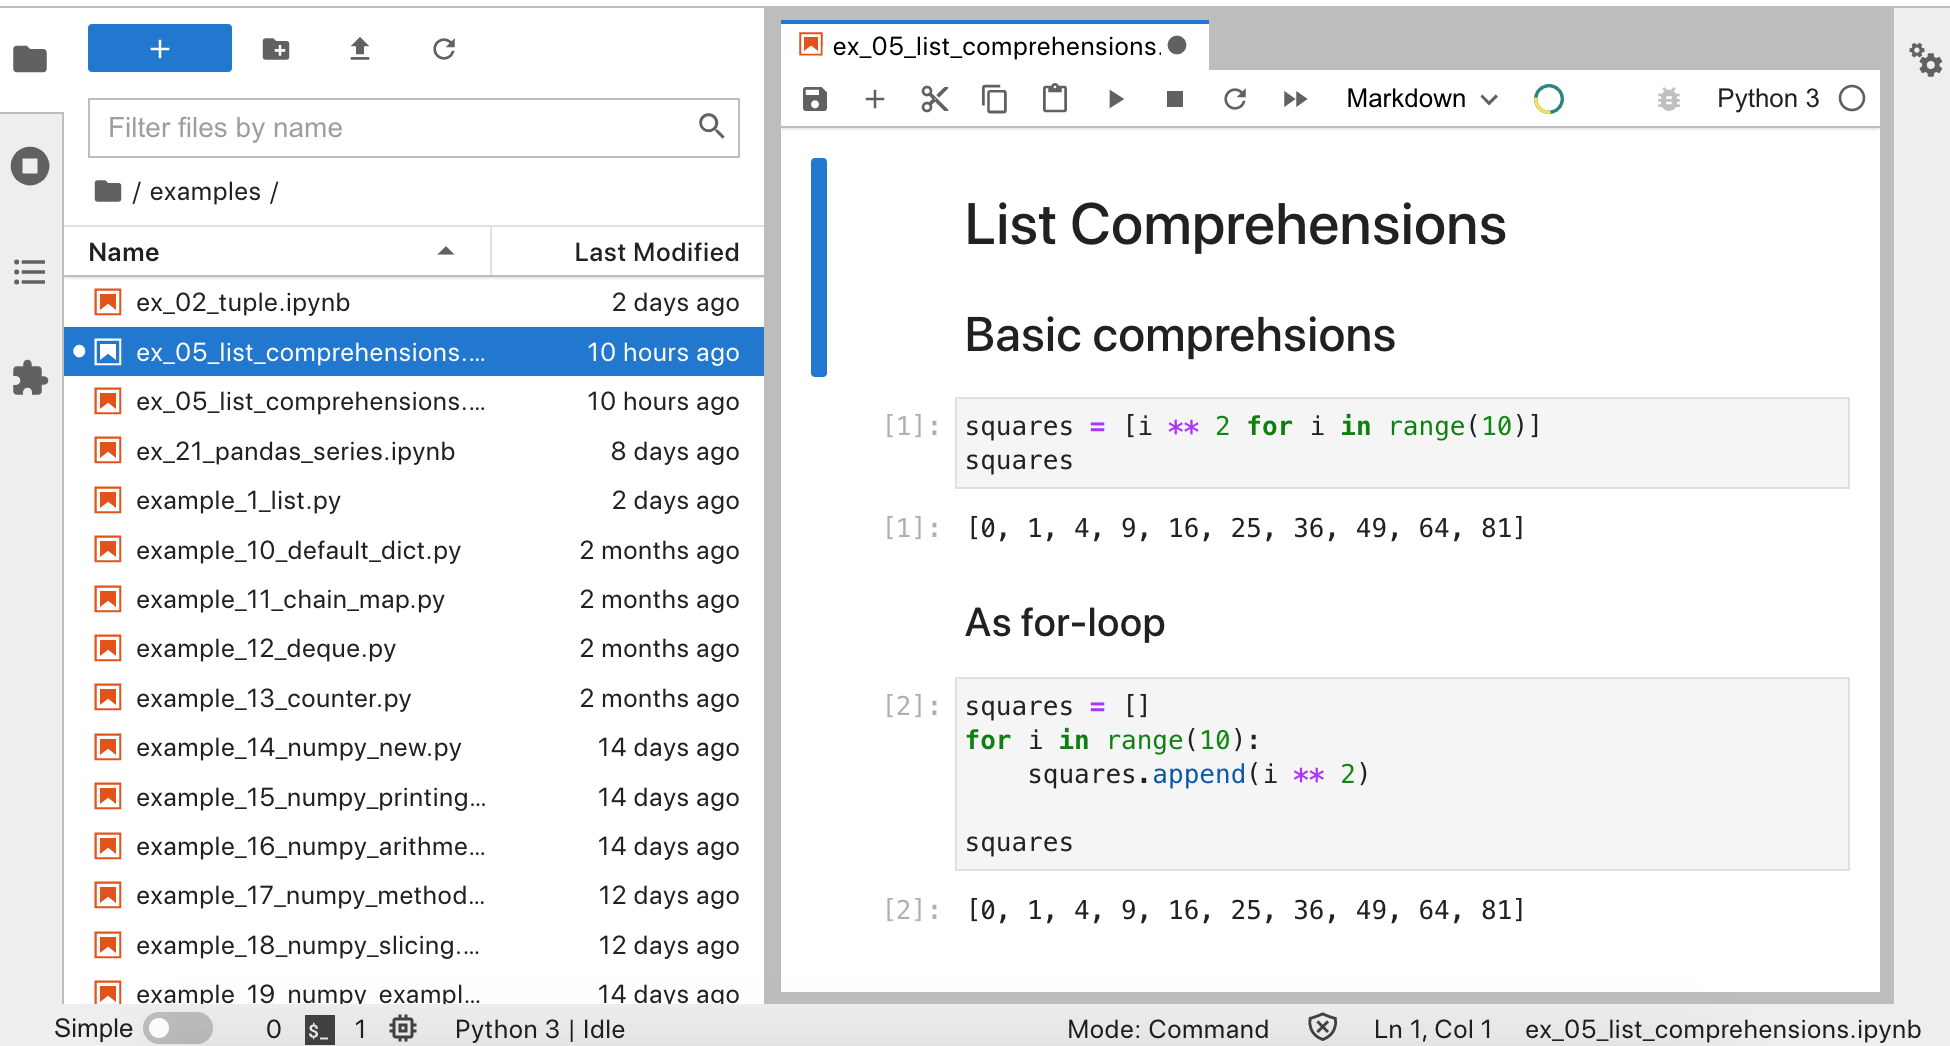 Filter files by name
/ examples /
Name Last Modified
ex_02_tuple.ipynb 2 days ago
ex_05_list_comprehensions.... 10 hours ago
ex_05_list_comprehensions.... 10 hours ago
ex_21_pandas_series.ipynb 8 days ago
example_1_list.py 2 days ago
example_10_default_dict.py 2 months ago
example_11_chain_map.py 2 months ago
example_12_deque.py 2 months ago
example_13_counter.py 2 months ago
example_14_numpy_new.py 14 days ago
example_15_numpy_printing... 14 days ago
example_16_numpy_arithme... 14 days ago
example_17_numpy_method... 12 days ago
example_18_numpy_slicing.... 12 days ago
example_19_numpy_exampl... 14 days ago
ex_05_list_comprehensions.
Markdown Python 3
List Comprehensions
Basic comprehsions
[1]: squares = [i ** 2 for i in range(10)]
squares
[1]: [0, 1, 4, 9, 16, 25, 36, 49, 64, 81]
As for-loop
[2]: squares = []
for i in range(10):
    squares.append(i ** 2)
squares
[2]: [0, 1, 4, 9, 16, 25, 36, 49, 64, 81]
Simple 0 $_ 1 Python 3 | Idle Mode: Command Ln 1, Col 1 ex_05_list_comprehensions.ipynb